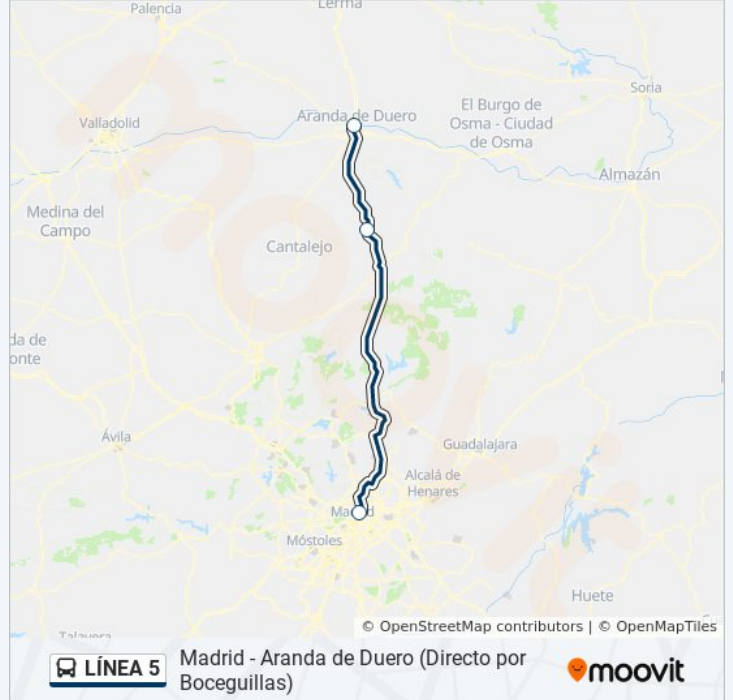 Palencia
Lerma
Soria
Aranda de Duero
El Burgo de
Osma - Ciudad
de Osma
Valladolid
Almazán
Medina del
Campo
Cantalejo
da de
onte
Ávila
Guadalajara
Alcalá de
Henares
Madrid
Móstoles
Huete
Talavera
© OpenStreetMap contributors | © OpenMapTiles
LÍNEA 5
Madrid - Aranda de Duero (Directo por
Boceguillas)
moovit